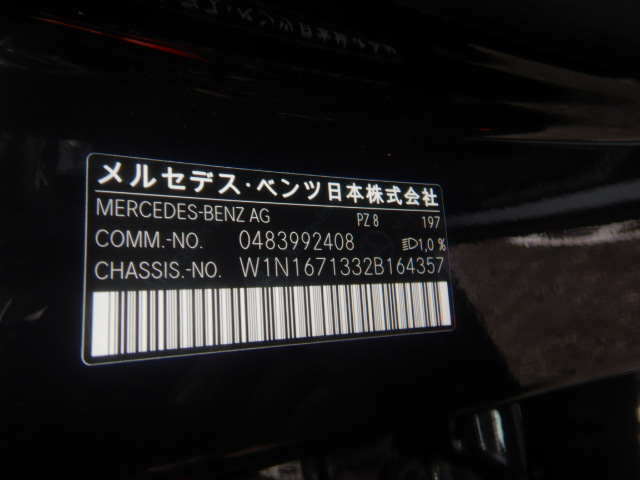 メルセデス・ベンツ日本株式会社
MERCEDES-BENZ AG PZ 8 197
COMM.-NO. 0483992408 1,0 %
CHASSIS.-NO. W1N1671332B164357